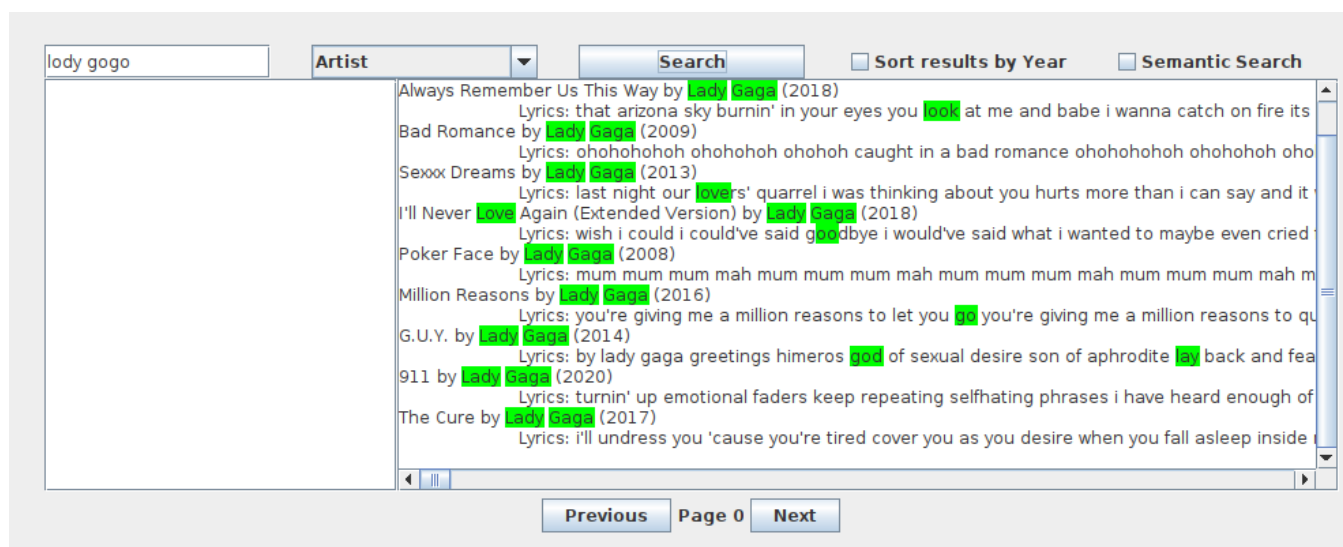 lody gogo Artist Search Sort results by Year Semantic Search
Always Remember Us This Way by Lady Gaga (2018)
Lyrics: that arizona sky burnin' in your eyes you look at me and babe i wanna catch on fire its
Bad Romance by Lady Gaga (2009)
Lyrics: ohohohohoh ohohohoh ohohoh caught in a bad romance ohohohohoh ohohohoh oho
Sexxx Dreams by Lady Gaga (2013)
Lyrics: last night our lovers' quarrel i was thinking about you hurts more than i can say and it
I'll Never Love Again (Extended Version) by Lady Gaga (2018)
Lyrics: wish i could i could've said goodbye i would've said what i wanted to maybe even cried
Poker Face by Lady Gaga (2008)
Lyrics: mum mum mum mah mum mum mum mah mum mum mum mah mum mum mum mah m
Million Reasons by Lady Gaga (2016)
Lyrics: you're giving me a million reasons to let you go you're giving me a million reasons to qu
G.U.Y. by Lady Gaga (2014)
Lyrics: by lady gaga greetings himeros god of sexual desire son of aphrodite lay back and fea
911 by Lady Gaga (2020)
Lyrics: turnin' up emotional faders keep repeating selfhating phrases i have heard enough of
The Cure by Lady Gaga (2017)
Lyrics: i'll undress you 'cause you're tired cover you as you desire when you fall asleep inside
Previous Page 0 Next